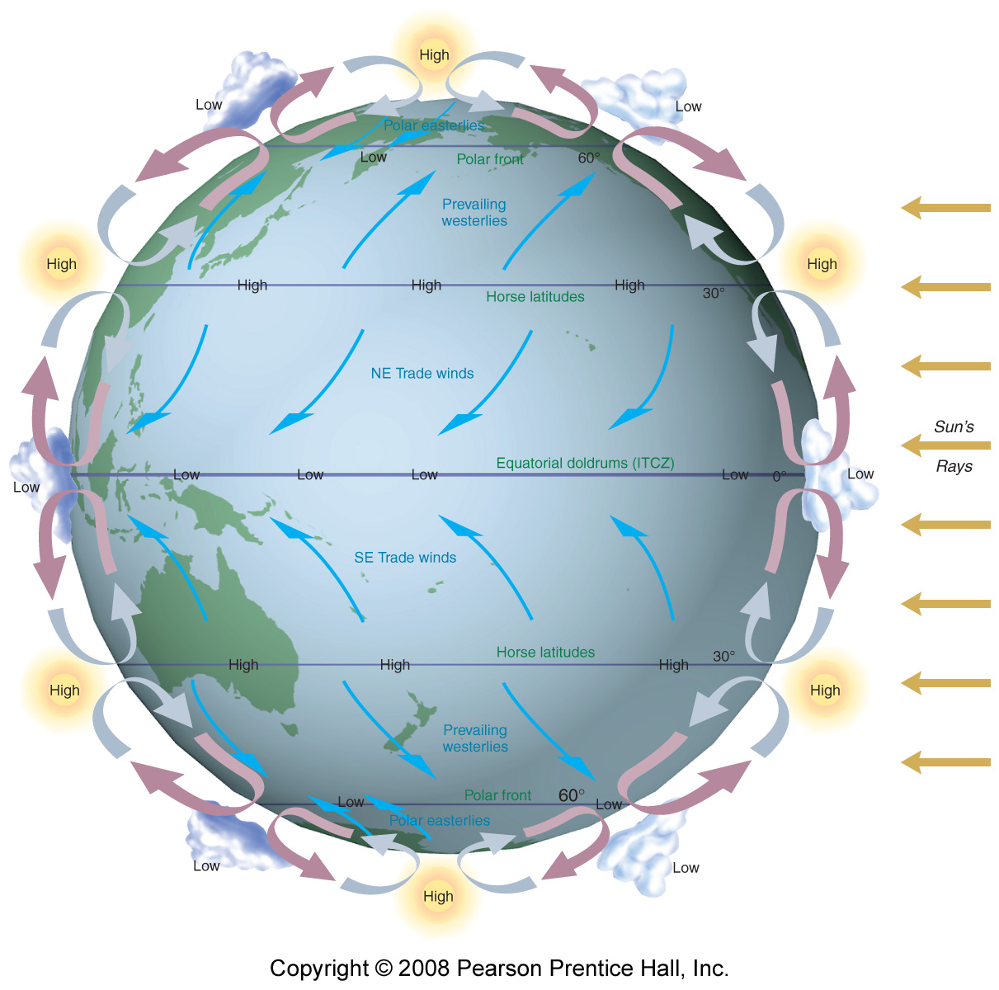 High
Low
Low
Polar easterlies
Low
Polar front
60°
Prevailing
westerlies
High
High
High
High
High
Horse latitudes
30°
NE Trade winds
Sun's
Rays
Equatorial doldrums (ITCZ)
Low
Low
Low
Low
Low
0°
Low
SE Trade winds
Horse latitudes
30°
High
High
High
High
High
Prevailing
westerlies
Polar front
60°
Low
Low
Polar easterlies
Low
Low
High
Copyright © 2008 Pearson Prentice Hall, Inc.